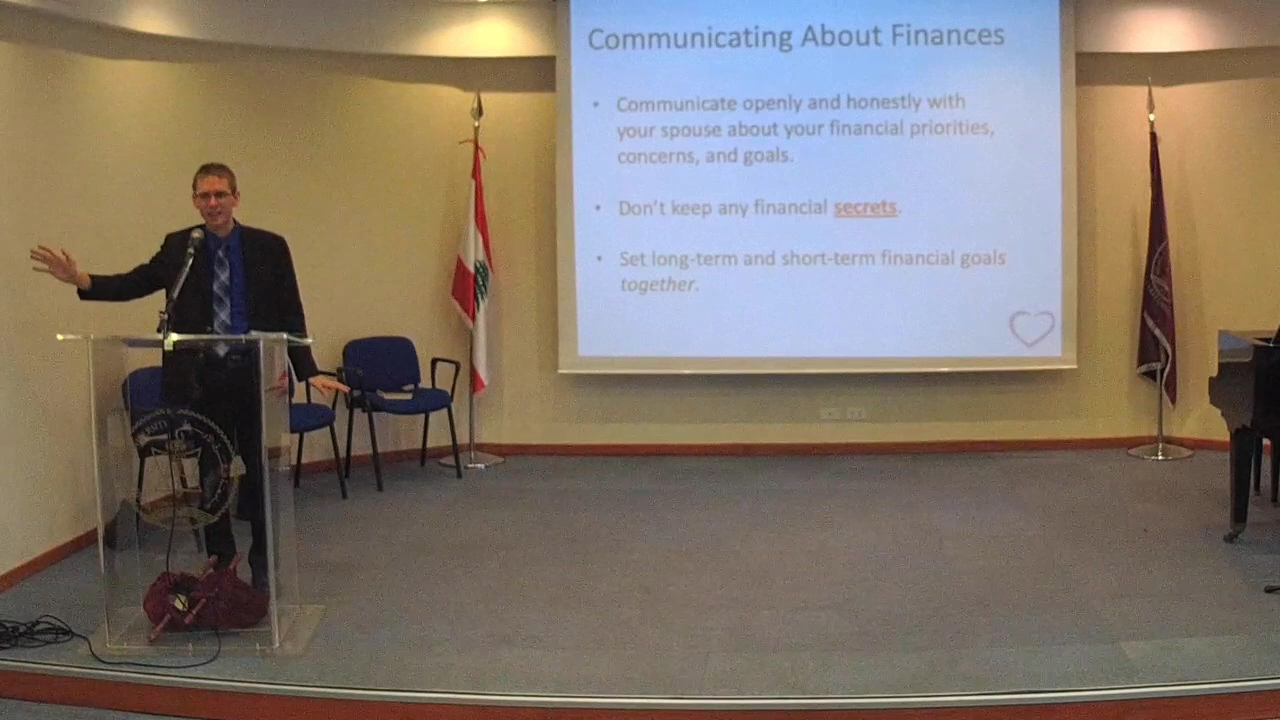 Communicating About Finances
• Communicate openly and honestly with
your spouse about your financial priorities,
concerns, and goals.
• Don't keep any financial secrets.
• Set long-term and short-term financial goals
together.